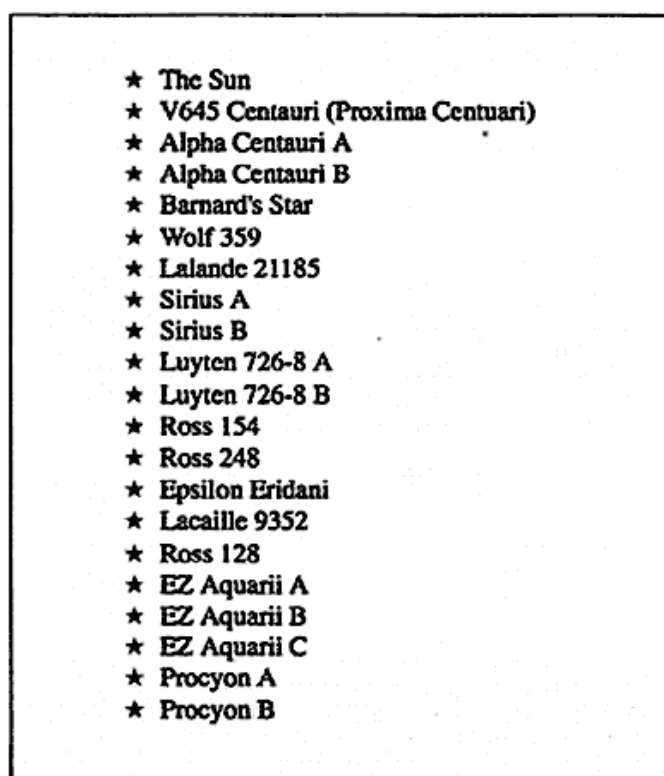 ★ The Sun
★ V645 Centauri (Proxima Centuari)
★ Alpha Centauri A
★ Alpha Centauri B
★ Barnard's Star
★ Wolf 359
★ Lalande 21185
★ Sirius A
★ Sirius B
★ Luyten 726-8 A
★ Luyten 726-8 B
★ Ross 154
★ Ross 248
★ Epsilon Eridani
★ Lacaille 9352
★ Ross 128
★ EZ Aquarii A
★ EZ Aquarii B
★ EZ Aquarii C
★ Procyon A
★ Procyon B